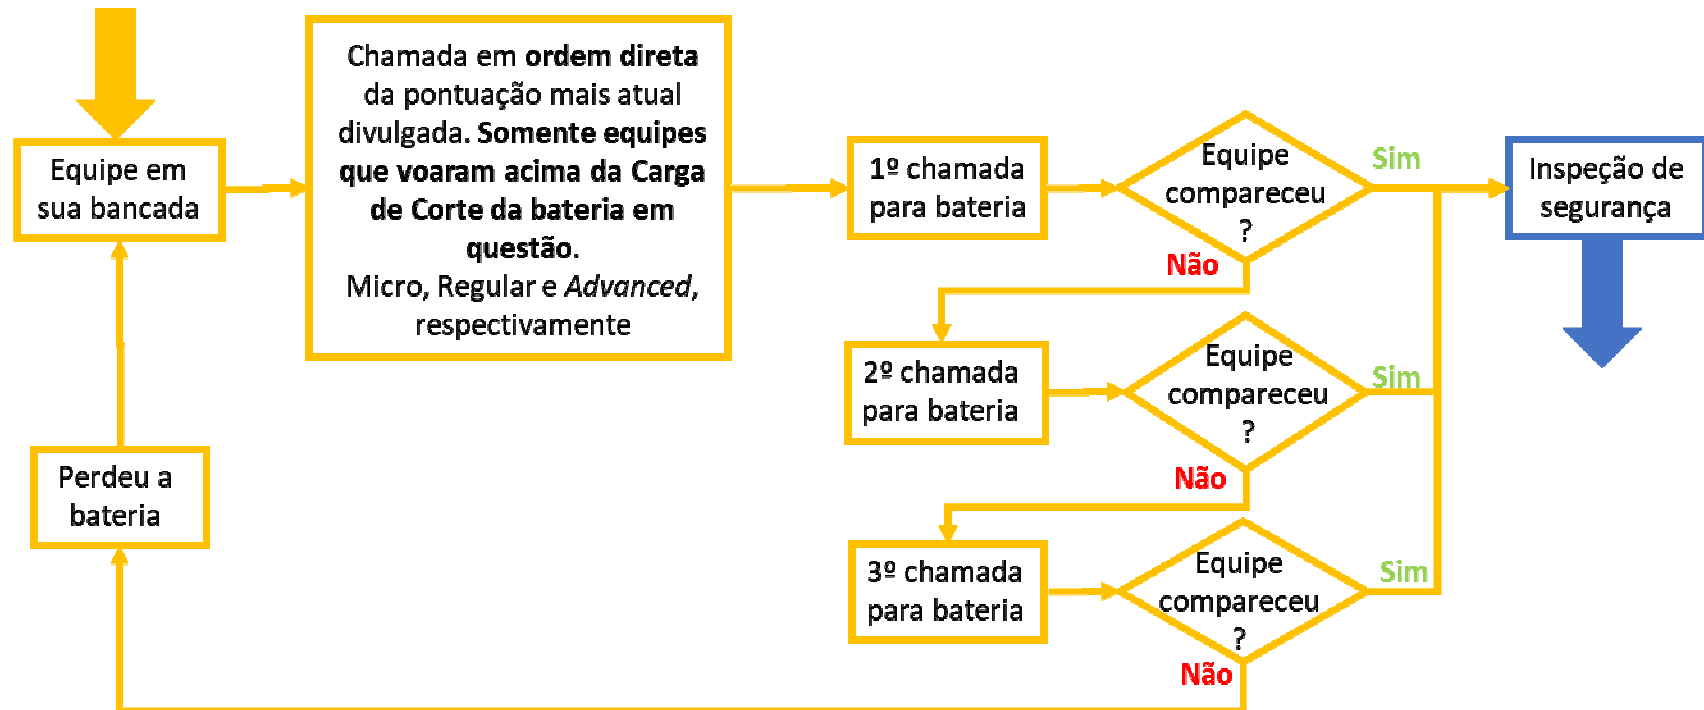 Equipe em
sua bancada
Chamada em ordem direta
da pontuação mais atual
divulgada. Somente equipes
que voaram acima da Carga
de Corte da bateria em
questão.
Micro, Regular e Advanced,
respectivamente
1º chamada
para bateria
Equipe
compareceu
?
Sim
Não
Inspeção de
segurança
2º chamada
para bateria
Equipe
compareceu
?
Sim
Não
3º chamada
para bateria
Equipe
compareceu
?
Sim
Não
Perdeu a
bateria